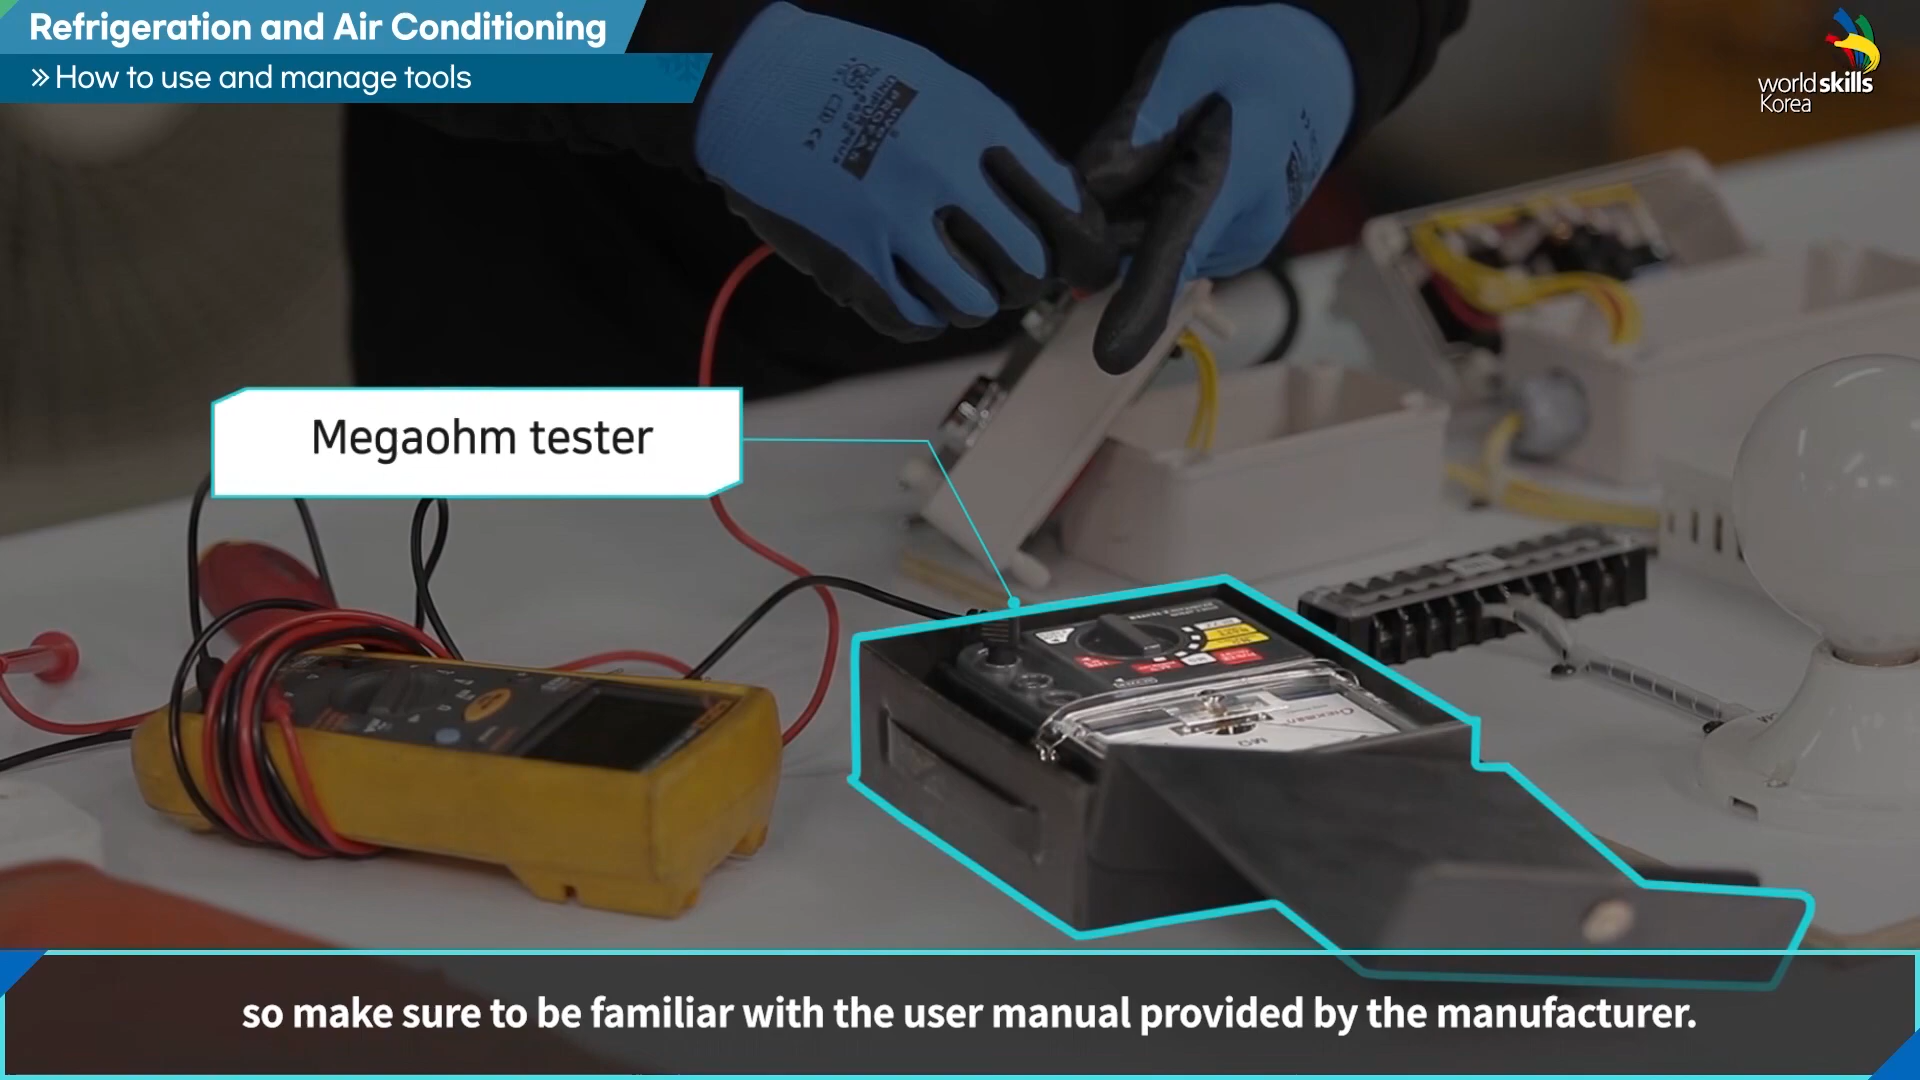 Refrigeration and Air Conditioning
» How to use and manage tools
world skills
Korea
Megaohm tester
MΩ
so make sure to be familiar with the user manual provided by the manufacturer.